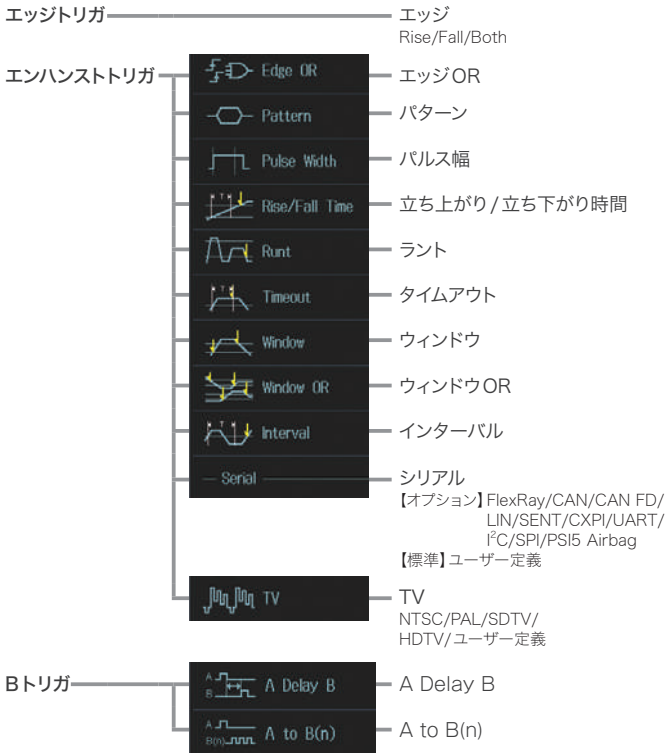 エッジトリガ
エッジ
Rise/Fall/Both
エンハンストトリガ
Edge OR
エッジOR
Pattern
パターン
Pulse Width
パルス幅
Rise/Fall Time
立ち上がり/立ち下がり時間
Runt
ラント
Timeout
タイムアウト
Window
ウィンドウ
Window OR
ウィンドウOR
Interval
インターバル
Serial
シリアル
【オプション】FlexRay/CAN/CAN FD/
LIN/SENT/CXPI/UART/
I²C/SPI/PSI5 Airbag
【標準】ユーザー定義
TV
TV
NTSC/PAL/SDTV/
HDTV/ユーザー定義
Bトリガ
A
B
A Delay B
A Delay B
A
B(n)
A to B(n)
A to B(n)